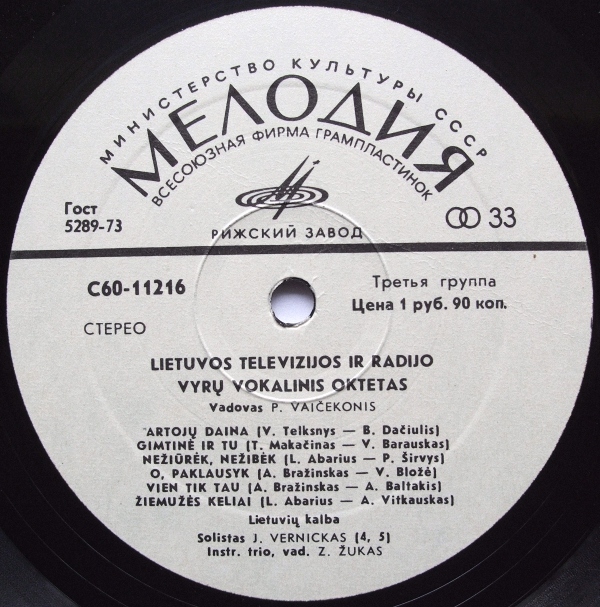 МИНИСТЕРСТВО КУЛЬТУРЫ СССР
МЕЛОДИЯ
ВСЕСОЮЗНАЯ ФИРМА ГРАМПЛАСТИНОК
РИЖСКИЙ ЗАВОД
Гост
5289-73
33
С60-11216
Третья группа
Цена 1 руб. 90 коп.
СТЕРЕО
LIETUVOS TELEVIZIJOS IR RADIJO
VYRŲ VOKALINIS OKTETAS
Vadovas P. VAIČEKONIS
ARTOJŲ DAINA (V. Telksnys — B. Dačiulis)
GIMTINĖ IR TU (T. Makačinas — V. Barauskas)
NEŽIŪRĖK, NEŽIBĖK (L. Abarius — P. Širvys)
O, PAKLAUSYK (A. Bražinskas — V. Bložė)
VIEN TIK TAU (A. Bražinskas — A. Baltakis)
ŽIEMUŽĖS KELIAI (L. Abarius — A. Vitkauskas)
Lietuvių kalba
Solistas J. VERNICKAS (4, 5)
Instr. trio, vad. Z. ŽUKAS